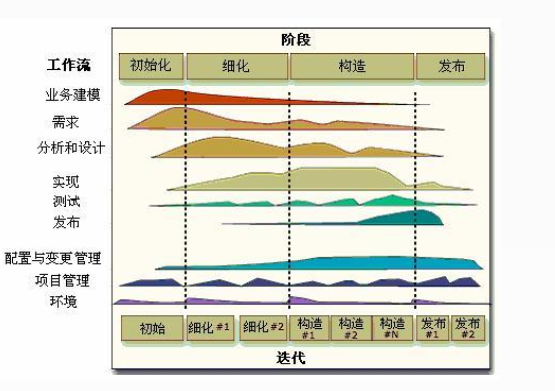 阶段
工作流
初始化 细化 构造 发布
业务建模
需求
分析和设计
实现
测试
发布
配置与变更管理
项目管理
环境
初始 细化 #1 细化 #2 构造 #1 构造 #2 构造 #N 发布 #1 发布 #2
迭代